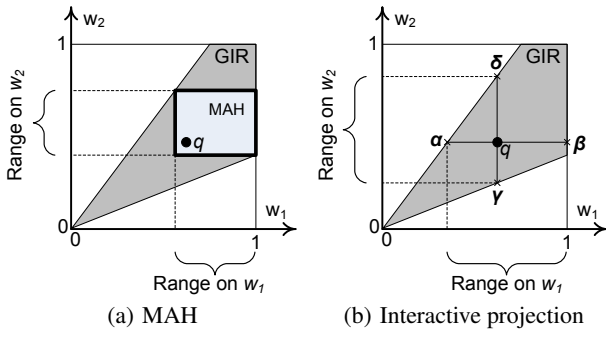 w₂
1
GIR
MAH
q
Range on w₂
0
0
1
w₁
Range on w₁
(a) MAH
w₂
1
GIR
δ
α
q
β
γ
Range on w₂
0
0
1
w₁
Range on w₁
(b) Interactive projection